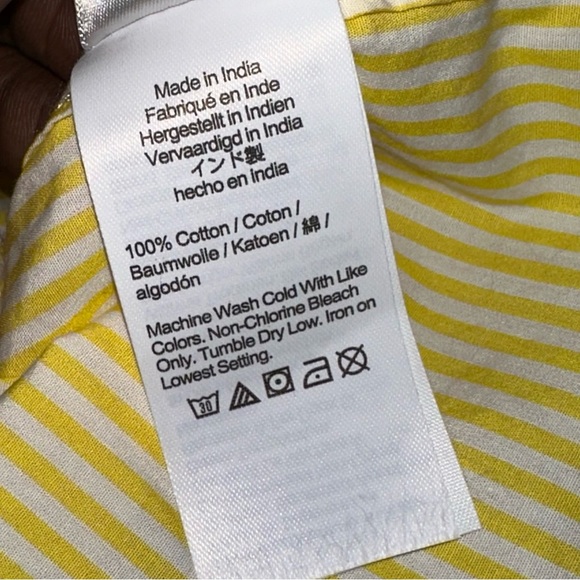 Made in India
Fabriqué en Inde
Hergestellt in Indien
Vervaardigd in India
インド製
hecho en India
100% Cotton / Coton /
Baumwolle / Katoen / 綿 /
algodón
Machine Wash Cold With Like
Colors. Non-Chlorine Bleach
Only. Tumble Dry Low. Iron on
Lowest Setting.
30